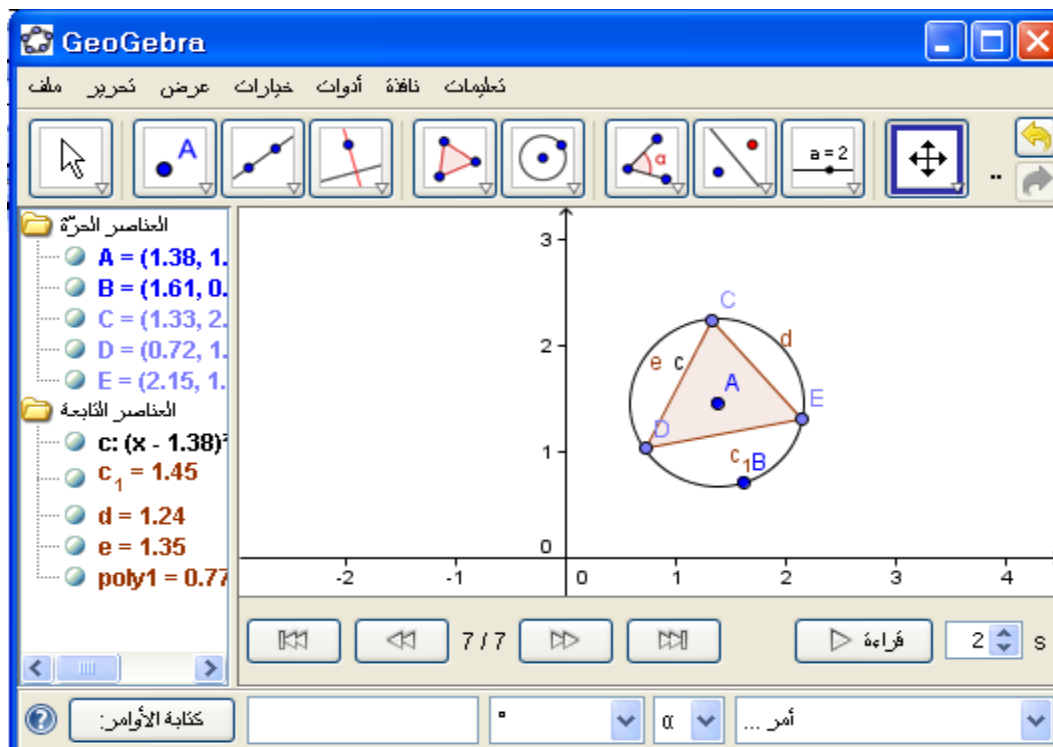 GeoGebra
ملف تحرير عرض خيارات أدوات نافذة تعليمات
A
α
a = 2
..
العناصر الحرّة
A = (1.38, 1.
B = (1.61, 0.
C = (1.33, 2.
D = (0.72, 1.
E = (2.15, 1.
العناصر التابعة
c: (x - 1.38)²
c₁ = 1.45
d = 1.24
e = 1.35
poly1 = 0.77
3
2
1
0
-2 -1 0 1 2 3 4
C
d
e c
A
E
D
c₁ B
7 / 7
قراءة
2 s
كتابة الأوامر:
°
α
أمر ...